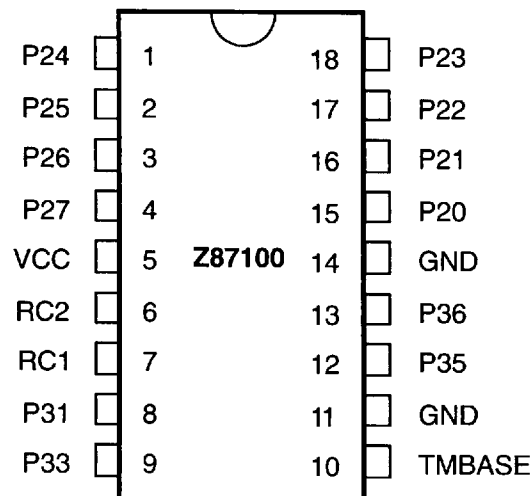 P24 1 18 P23
P25 2 17 P22
P26 3 16 P21
P27 4 15 P20
VCC 5 Z87100 14 GND
RC2 6 13 P36
RC1 7 12 P35
P31 8 11 GND
P33 9 10 TMBASE